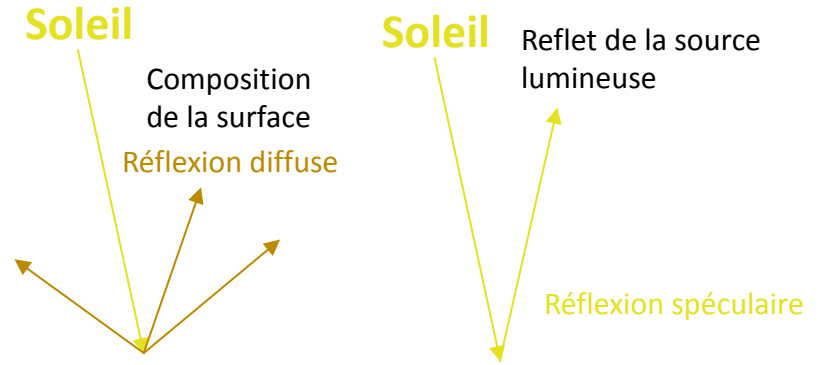 Soleil
Composition
de la surface
Réflexion diffuse
Soleil
Reflet de la source
lumineuse
Réflexion spéculaire